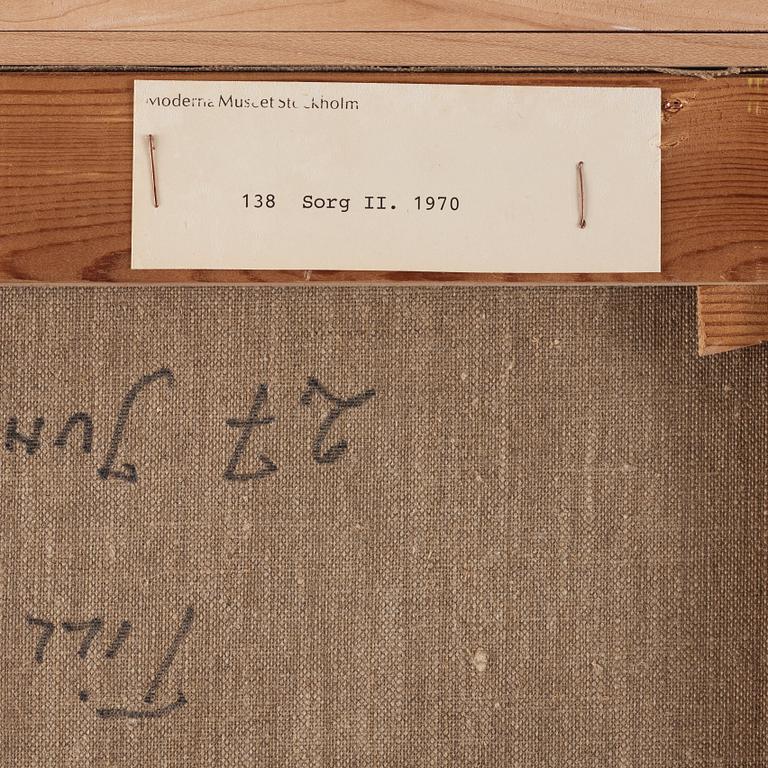 Moderna Museet Stockholm
138 Sorg II. 1970
Till
27 Jun